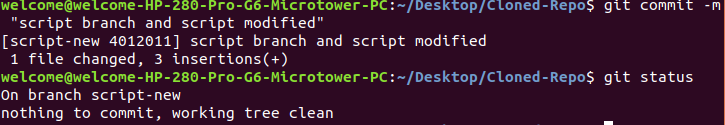 welcome@welcome-HP-280-Pro-G6-Microtower-PC:~/Desktop/Cloned-Repo$ git commit -m
 "script branch and script modified"
[script-new 4012011] script branch and script modified
 1 file changed, 3 insertions(+)
welcome@welcome-HP-280-Pro-G6-Microtower-PC:~/Desktop/Cloned-Repo$ git status
On branch script-new
nothing to commit, working tree clean